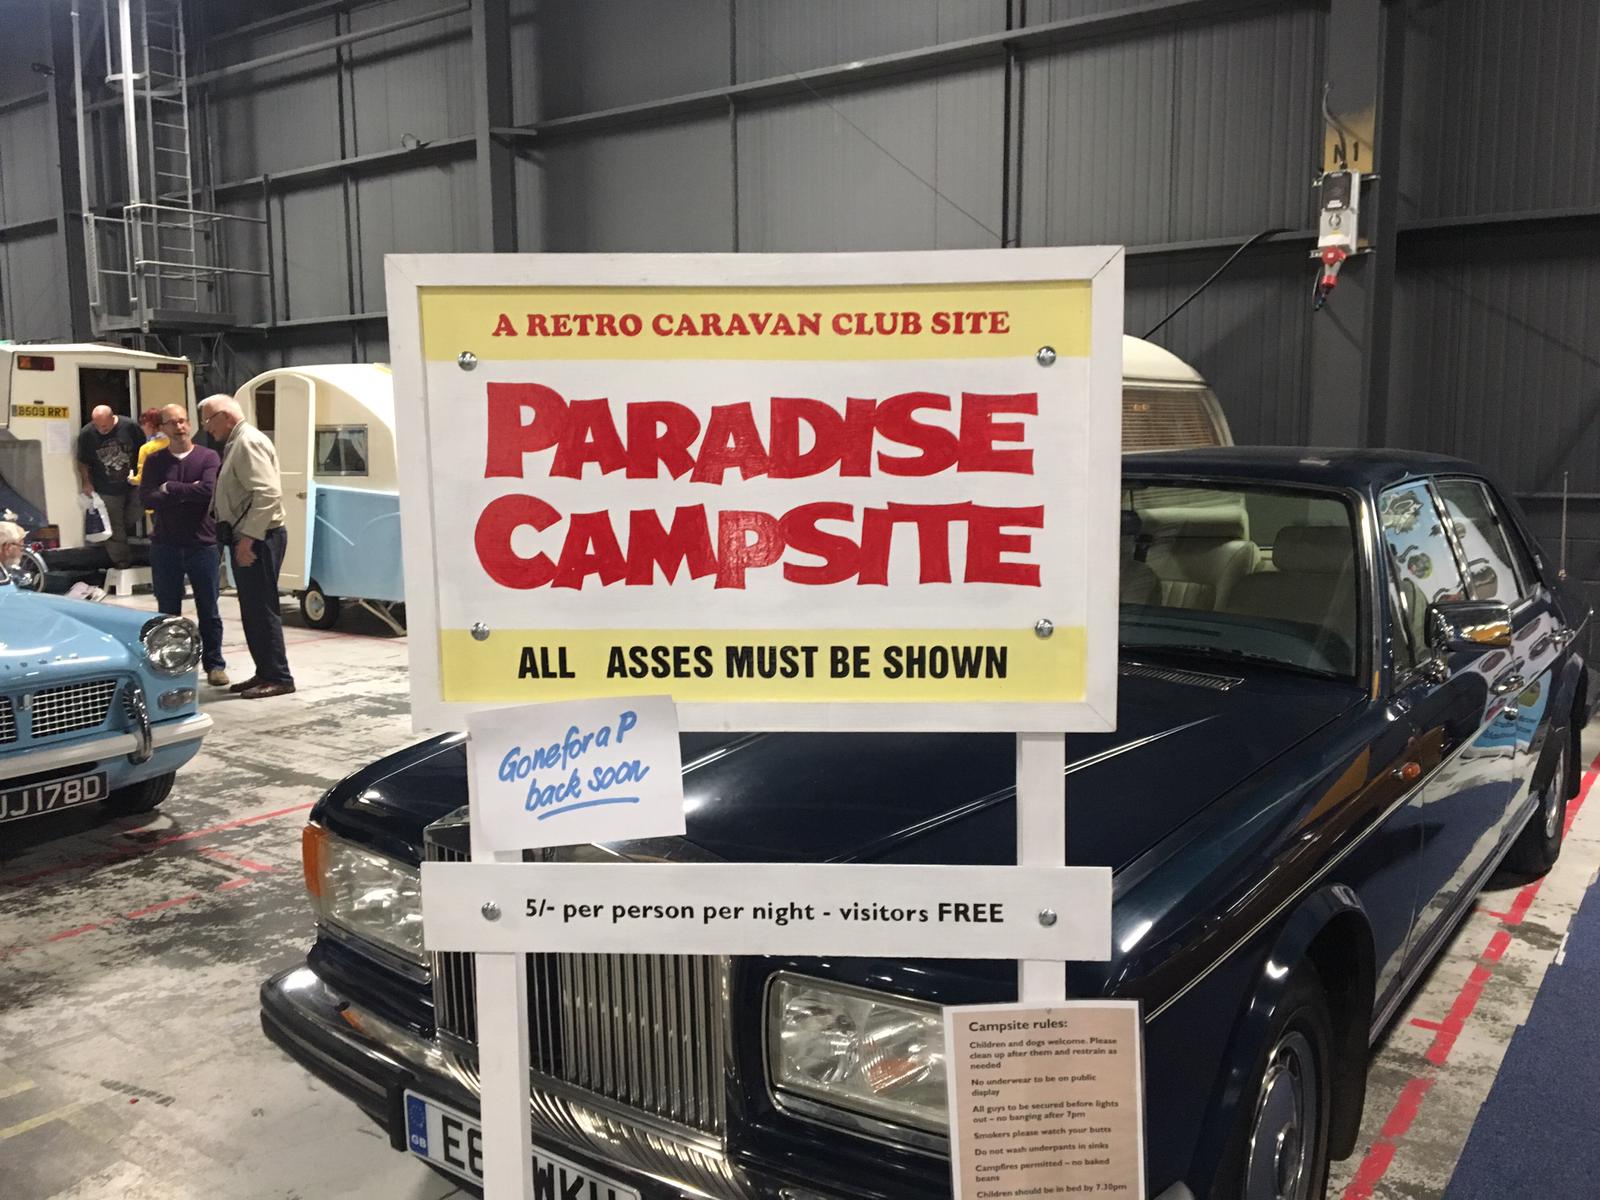 N1
A RETRO CARAVAN CLUB SITE
PARADISE
CAMPSITE
ALL ASSES MUST BE SHOWN
B509 RRT
Gone for a P
back soon
JJ 178D
5/- per person per night - visitors FREE
Campsite rules:
Children and dogs welcome. Please
clean up after them and restrain as
needed
No underwear to be on public
display
All guys to be secured before lights
out – no banging after 7pm
Smokers please watch your butts
Do not wash underpants in sinks
Campfires permitted – no baked
beans
Children should be in bed by 7.30pm
GB